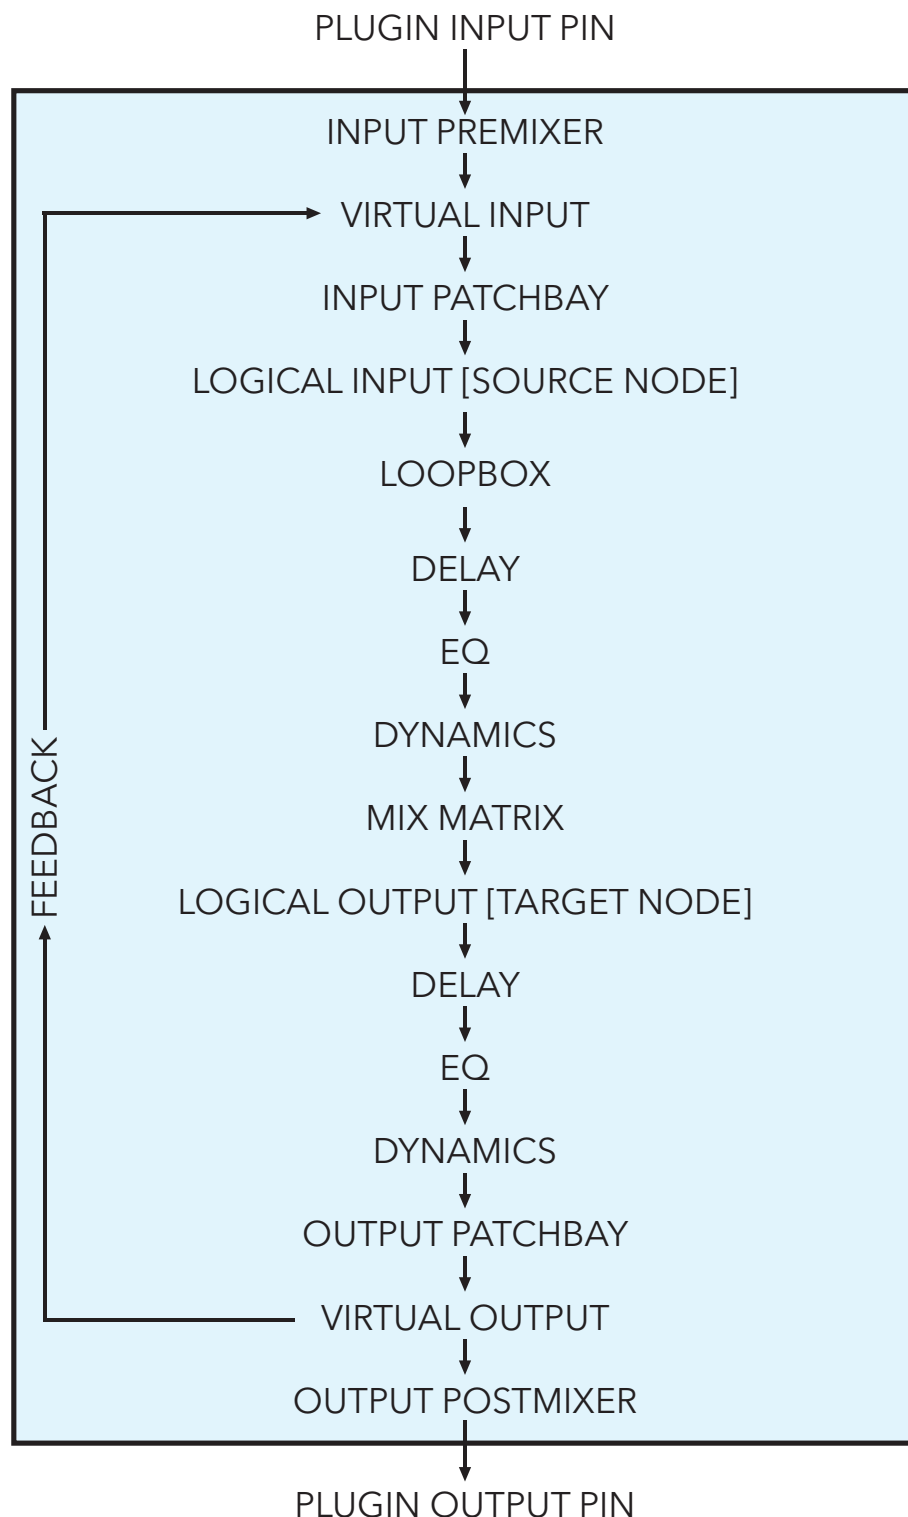 PLUGIN INPUT PIN
INPUT PREMIXER
VIRTUAL INPUT
INPUT PATCHBAY
LOGICAL INPUT [SOURCE NODE]
LOOPBOX
DELAY
EQ
DYNAMICS
MIX MATRIX
LOGICAL OUTPUT [TARGET NODE]
DELAY
EQ
DYNAMICS
OUTPUT PATCHBAY
VIRTUAL OUTPUT
OUTPUT POSTMIXER
PLUGIN OUTPUT PIN
FEEDBACK